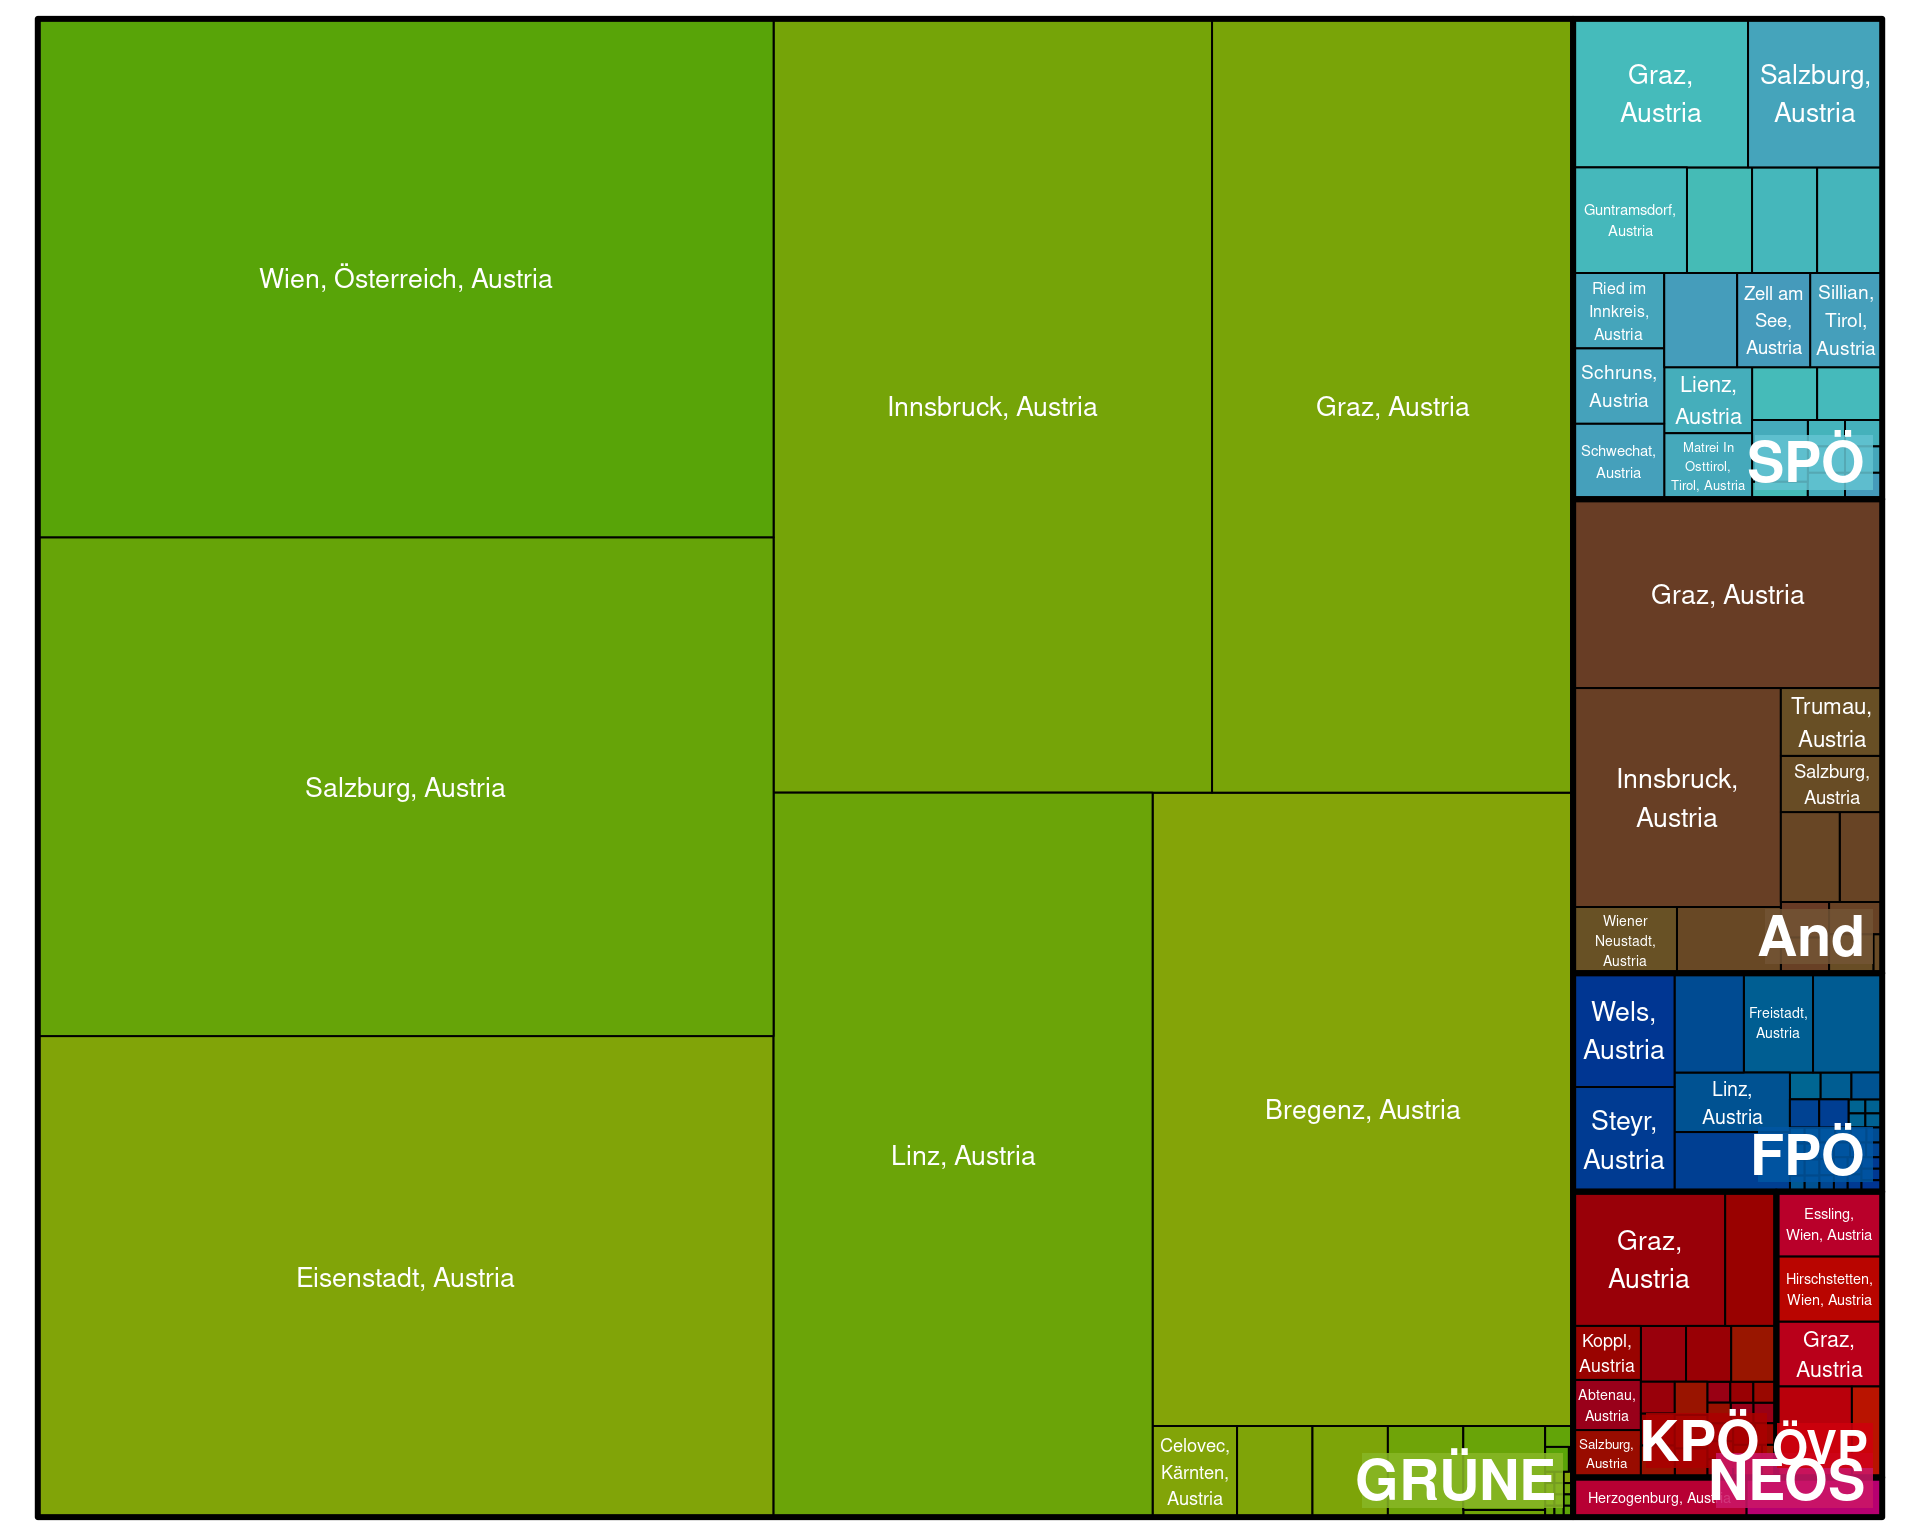 Wien, Österreich, Austria
Salzburg, Austria
Eisenstadt, Austria
Innsbruck, Austria
Graz, Austria
Linz, Austria
Bregenz, Austria
Celovec,
Kärnten,
Austria
GRÜNE
Graz,
Austria
Salzburg,
Austria
Guntramsdorf,
Austria
Ried im
Innkreis,
Austria
Zell am
See,
Austria
Sillian,
Tirol,
Austria
Schruns,
Austria
Lienz,
Austria
Schwechat,
Austria
Matrei In
Osttirol,
Tirol, Austria
SPÖ
Graz, Austria
Innsbruck,
Austria
Trumau,
Austria
Salzburg,
Austria
Wiener
Neustadt,
Austria
And
Wels,
Austria
Freistadt,
Austria
Steyr,
Austria
Linz,
Austria
FPÖ
Graz,
Austria
Koppl,
Austria
Abtenau,
Austria
Salzburg,
Austria
KPÖ
Essling,
Wien, Austria
Hirschstetten,
Wien, Austria
Graz,
Austria
ÖVP
Herzogenburg, Austria
NEOS